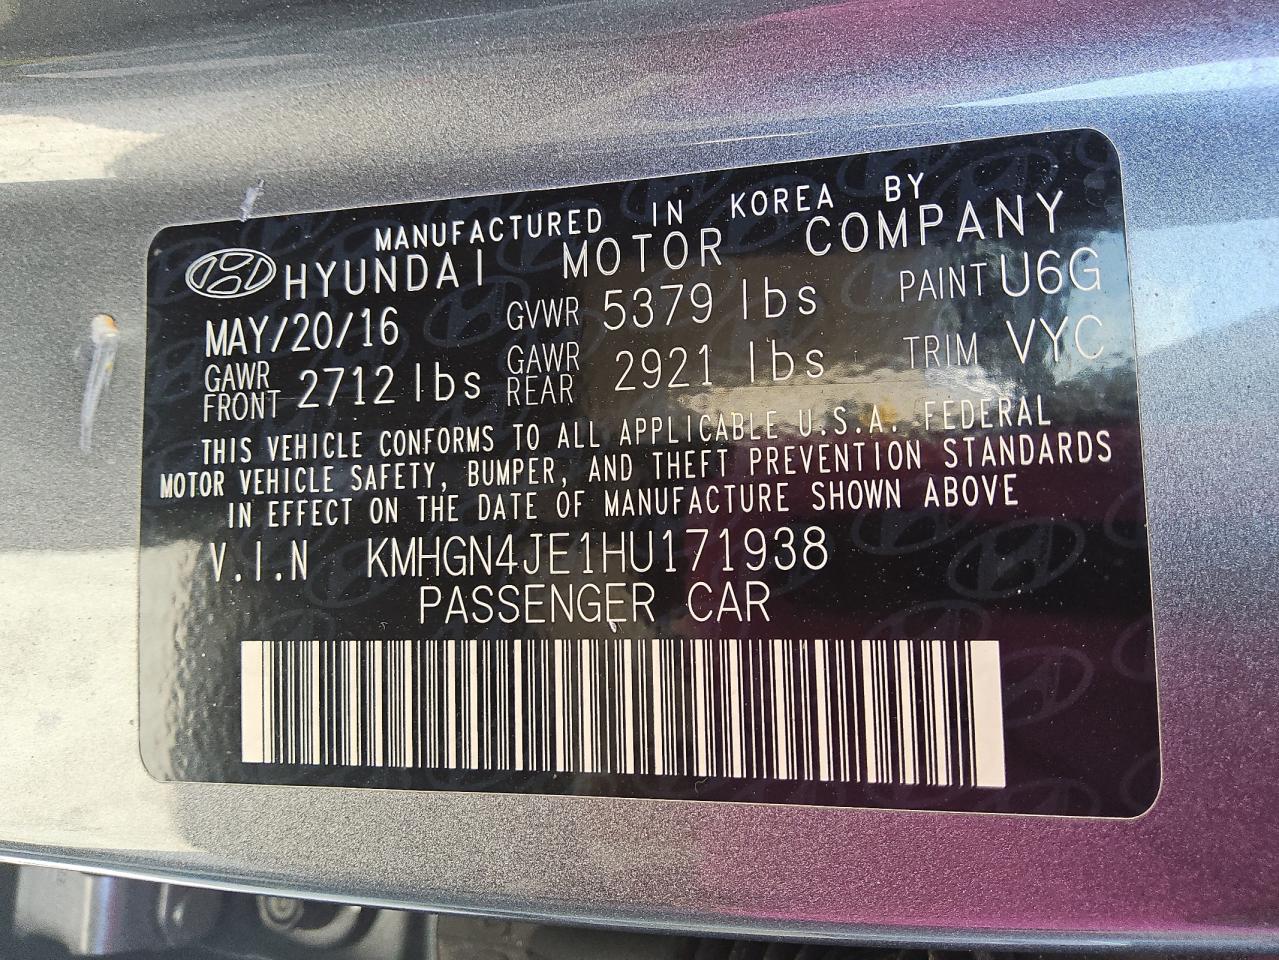 MANUFACTURED IN KOREA BY
HYUNDAI MOTOR COMPANY
MAY/20/16 GVWR 5379 lbs PAINT U6G
GAWR FRONT 2712 lbs GAWR REAR 2921 lbs TRIM VYC
THIS VEHICLE CONFORMS TO ALL APPLICABLE U.S.A. FEDERAL
MOTOR VEHICLE SAFETY, BUMPER, AND THEFT PREVENTION STANDARDS
IN EFFECT ON THE DATE OF MANUFACTURE SHOWN ABOVE
V.I.N KMHGN4JE1HU171938
PASSENGER CAR